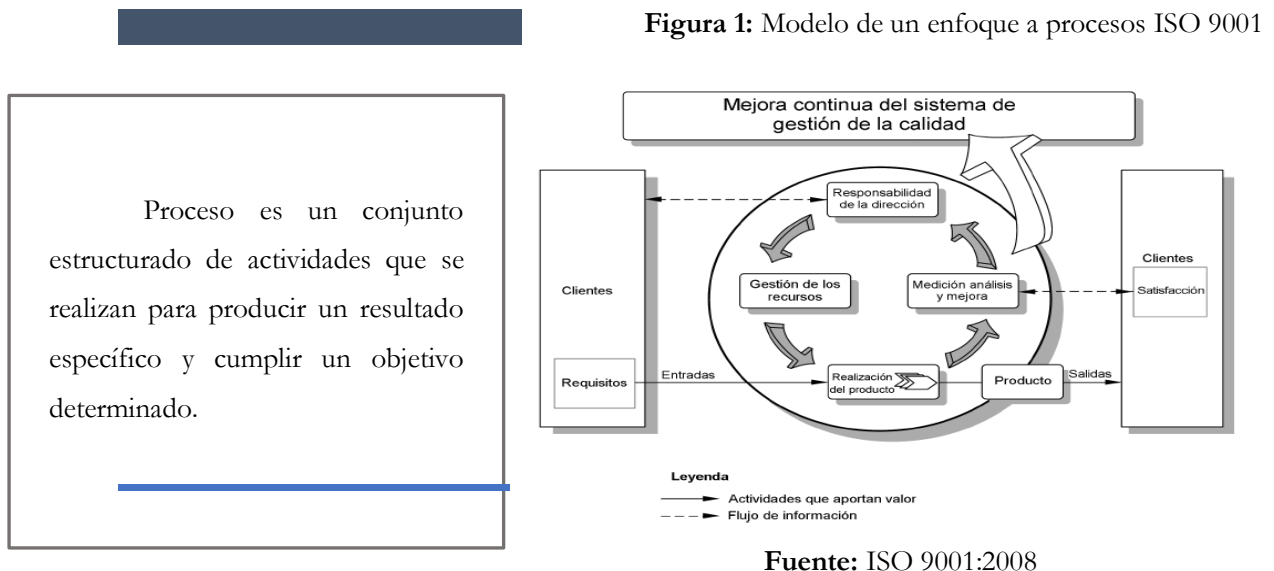 Figura 1: Modelo de un enfoque a procesos ISO 9001
Proceso es un conjunto
estructurado de actividades que se
realizan para producir un resultado
específico y cumplir un objetivo
determinado.
Mejora continua del sistema de
gestión de la calidad
Responsabilidad
de la dirección
Clientes
Gestión de los
recursos
Medición análisis
y mejora
Clientes
Satisfacción
Requisitos
Entradas
Realización
del producto
Producto
Salidas
Leyenda
Actividades que aportan valor
Flujo de información
Fuente: ISO 9001:2008